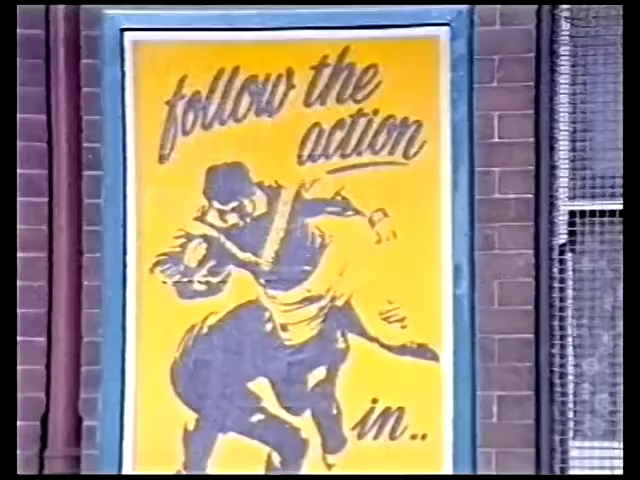 follow the
action
in..